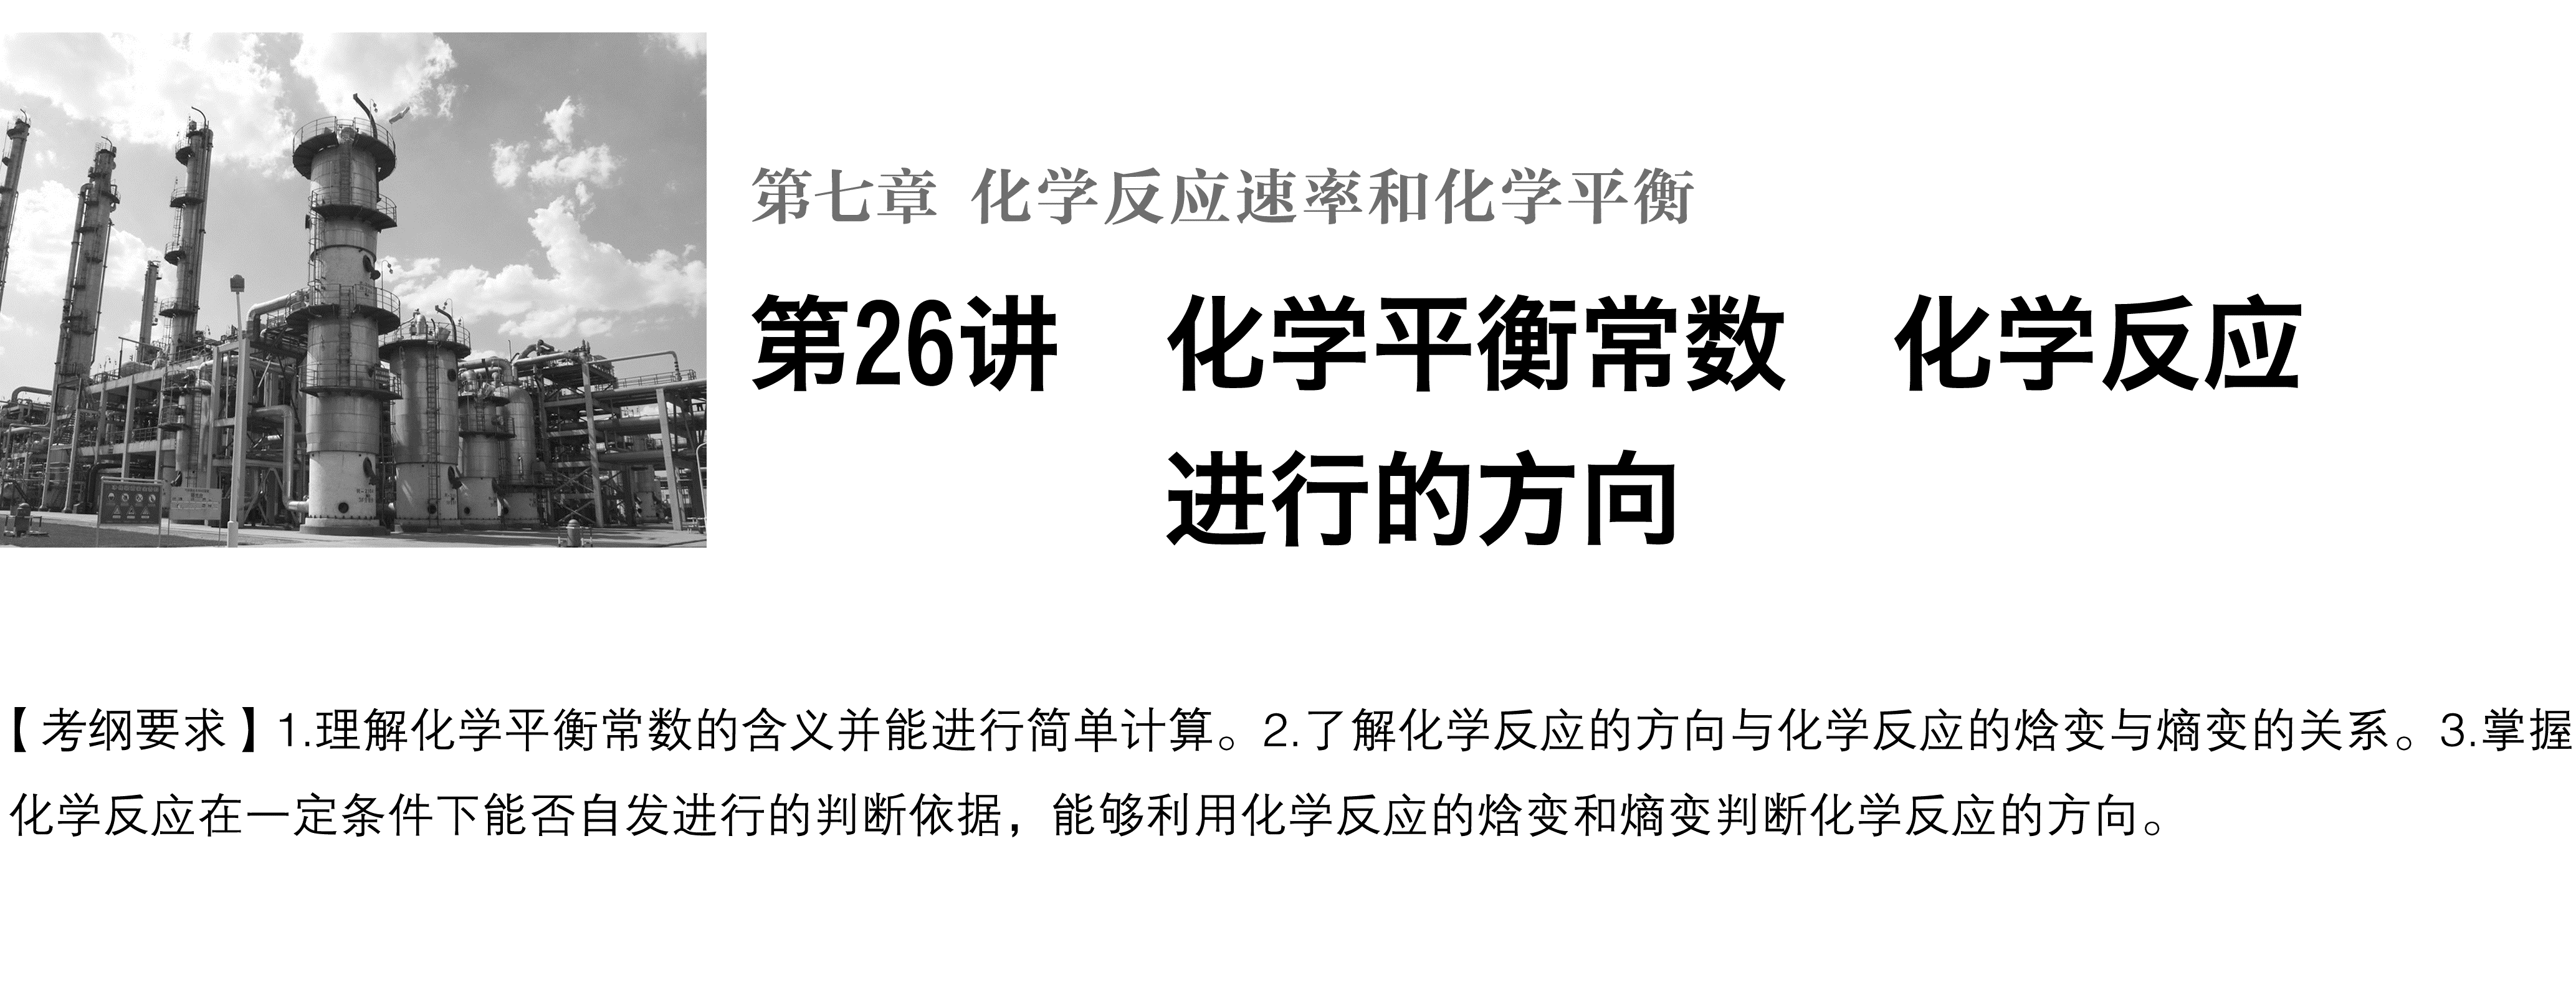 第七章 化学反应速率和化学平衡
第26讲 化学平衡常数 化学反应
进行的方向
【考纲要求】1.理解化学平衡常数的含义并能进行简单计算。2.了解化学反应的方向与化学反应的焓变与熵变的关系。3.掌握
化学反应在一定条件下能否自发进行的判断依据，能够利用化学反应的焓变和熵变判断化学反应的方向。